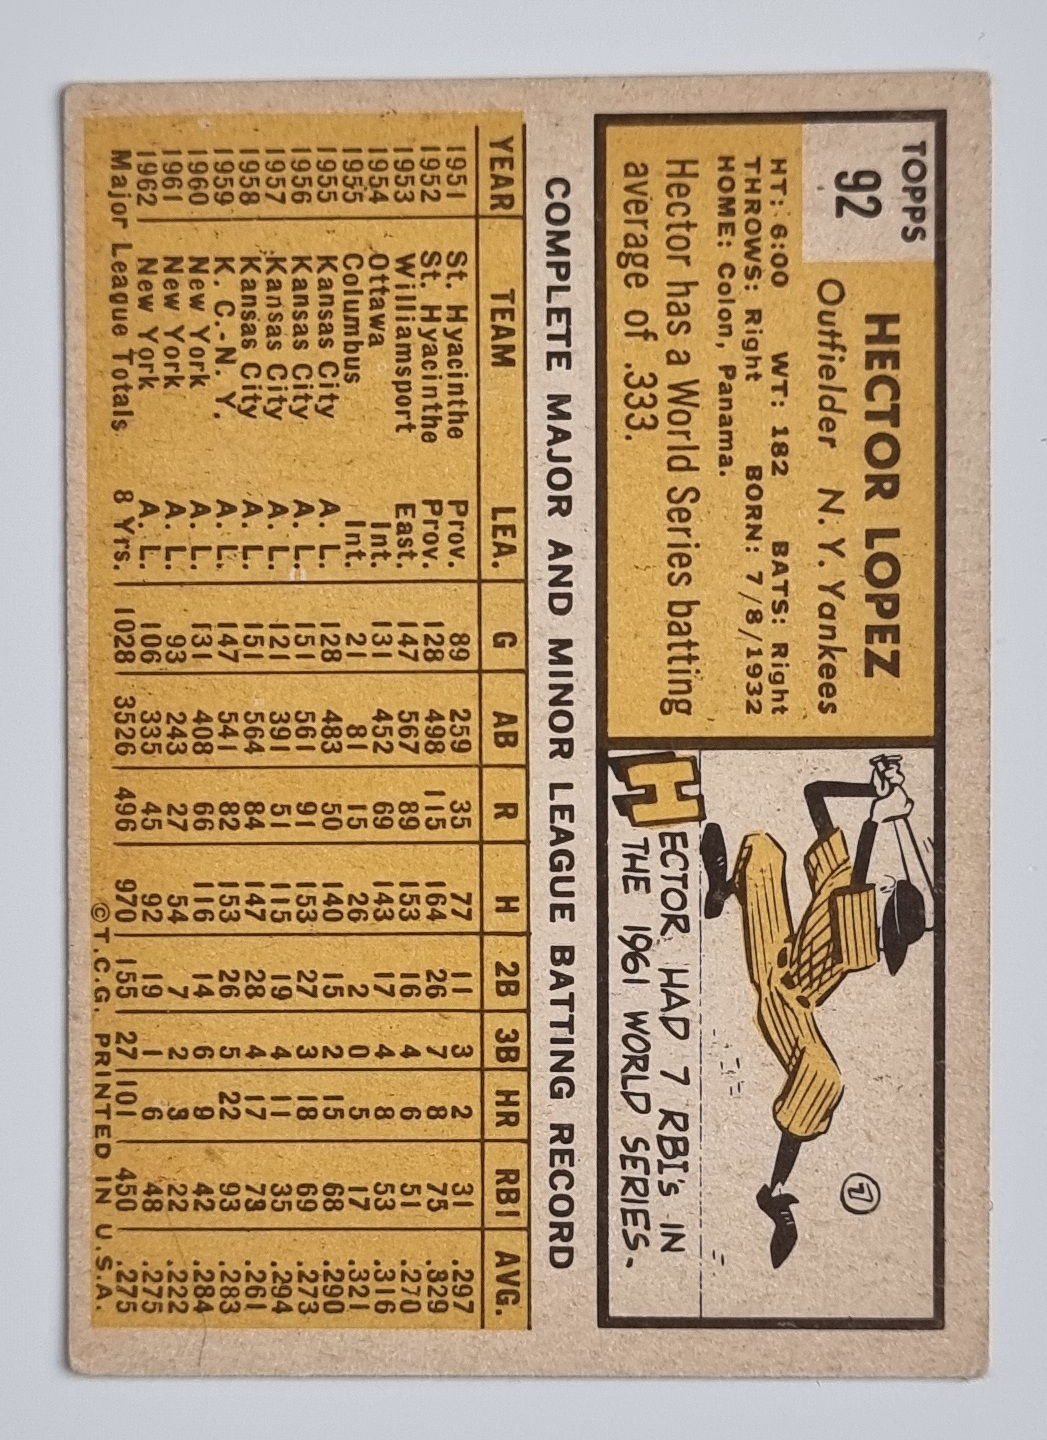 TOPPS
92
HECTOR LOPEZ
Outfielder N. Y. Yankees
HT: 6:00 WT: 182 BATS: Right
THROWS: Right BORN: 7/8/1932
HOME: Colon, Panama.
Hector has a World Series batting
average of .333.
7
HECTOR HAD 7 RBI's IN
THE 1961 WORLD SERIES.
COMPLETE MAJOR AND MINOR LEAGUE BATTING RECORD
YEAR TEAM LEA. G AB R H 2B 3B HR RBI AVG.
1951 St. Hyacinthe Prov. 89 259 35 77 11 3 2 31 .297
1952 St. Hyacinthe Prov. 128 498 115 164 26 7 8 75 .329
1953 Williamsport East. 147 567 89 153 16 4 6 51 .270
1954 Ottawa Int. 131 452 69 143 17 4 8 53 .316
1955 Columbus Int. 21 81 15 26 2 0 5 17 .321
1955 Kansas City A. L. 128 483 50 140 15 2 15 68 .290
1956 Kansas City A. L. 151 561 91 153 27 3 18 69 .273
1957 Kansas City A. L. 121 391 51 115 19 4 11 35 .294
1958 Kansas City A. L. 151 564 84 147 28 4 17 73 .261
1959 K. C.-N. Y. A. L. 147 541 82 153 26 5 22 93 .283
1960 New York A. L. 131 408 66 116 14 6 9 42 .284
1961 New York A. L. 93 243 27 54 7 2 3 22 .222
1962 New York A. L. 106 335 45 92 19 1 6 48 .275
Major League Totals 8 Yrs. 1028 3526 496 970 155 27 101 450 .275
© T.C.G. PRINTED IN U.S.A.